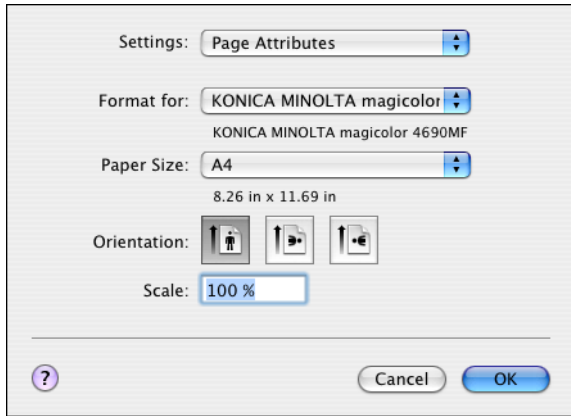 Settings: Page Attributes
Format for: KONICA MINOLTA magicolor
KONICA MINOLTA magicolor 4690MF
Paper Size: A4
8.26 in x 11.69 in
Orientation:
Scale: 100 %
? Cancel OK